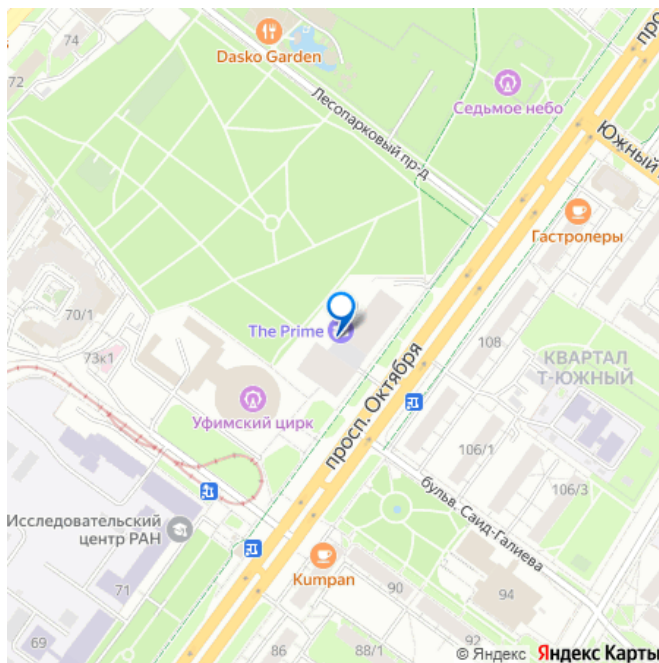 74
72
Dasko Garden
Лесопарковый пр-д
Седьмое небо
Южный
Гастролеры
The Prime
70/1
73к1
Уфимский цирк
просп. Октября
108
КВАРТАЛ
Т-ЮЖНЫЙ
106/1
106/3
бульв. Саид-Галиева
Исследовательский
центр РАН
71
69
Kumpan
90
94
92
86
88/1
© Яндекс Яндекс Карты